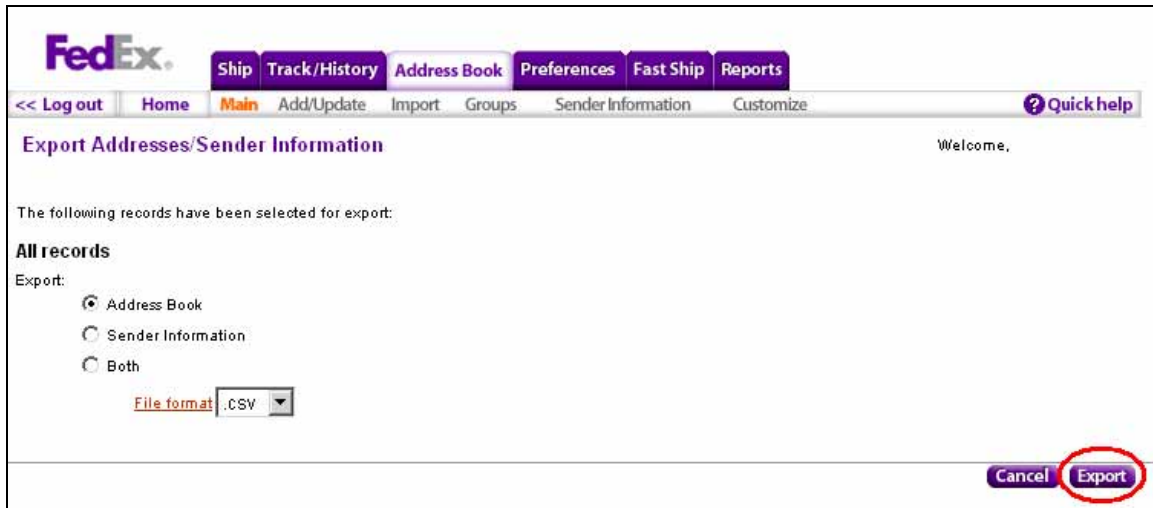 FedEx®
Ship Track/History Address Book Preferences Fast Ship Reports
<< Log out Home Main Add/Update Import Groups Sender Information Customize ? Quick help
Export Addresses/Sender Information Welcome,
The following records have been selected for export:
All records
Export:
Address Book
Sender Information
Both
File format .CSV
Cancel Export